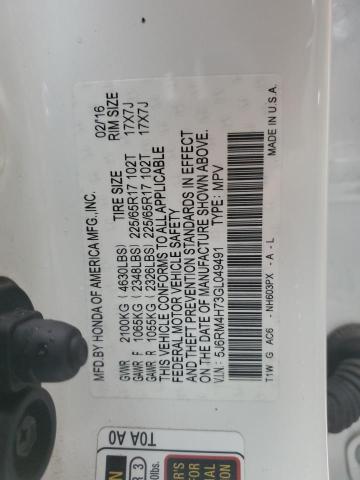 MFD.BY HONDA OF AMERICA MFG.,INC. 02/16
TIRE SIZE RIM SIZE
GVWR 2100KG (4630LBS)
GAWR F 1065KG (2348LBS) 225/65R17 102T 17X7J
GAWR R 1055KG (2326LBS) 225/65R17 102T 17X7J
THIS VEHICLE CONFORMS TO ALL APPLICABLE
FEDERAL MOTOR VEHICLE SAFETY
AND THEFT PREVENTION STANDARDS IN EFFECT
ON THE DATE OF MANUFACTURE SHOWN ABOVE.
V.I.N.: 5J6RM4H73GL049491 TYPE: MPV
T1W G AC6 - NH603PX - A - L MADE IN U.S.A.
T0A A0
R 3
0lbs.